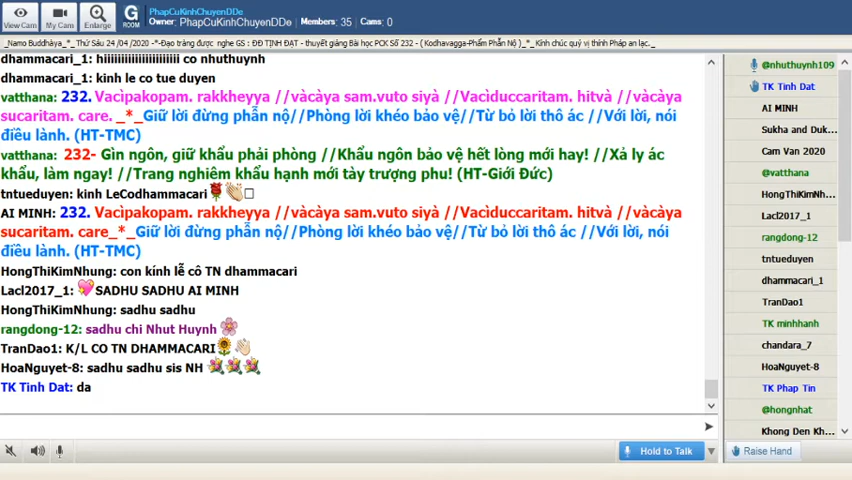 PhapCuKinhChuyenDDe
Owner: PhapCuKinhChuyenDDe Members: 35 Cams: 0
View Cam My Cam Enlarge G ROOM
_Namo Buddhàya_*_ Thứ Sáu 24 /04 /2020 -*-Đạo tràng được nghe GS : ĐĐ TỊNH ĐẠT - thuyết giảng Bài học PCK Số 232 - ( Kodhavagga-Phẩm Phẫn Nộ )_*_ Kính chúc quý vị thính Pháp an lạc._
dhammacari_1: hiiiiiiiiiiiiiiiiiiiiii co nhuthuynh
dhammacari_1: kinh le co tue duyen
vatthana: 232. Vacìpakopam. rakkheyya //vàcàya sam.vuto siyà //Vacìduccaritam. hitvà //vàcàya
sucaritam. care. _*_Giữ lời đừng phẫn nộ//Phòng lời khéo bảo vệ//Từ bỏ lời thô ác //Với lời, nói
điều lành. (HT-TMC)
vatthana: 232- Gìn ngôn, giữ khẩu phải phòng //Khẩu ngôn bảo vệ hết lòng mới hay! //Xả ly ác
khẩu, làm ngay! //Trang nghiêm khẩu hạnh mới tày trượng phu! (HT-Giới Đức)
tntueduyen: kinh LeCodhammacari
AI MINH: 232. Vacìpakopam. rakkheyya //vàcàya sam.vuto siyà //Vacìduccaritam. hitvà //vàcàya
sucaritam. care_*_Giữ lời đừng phẫn nộ//Phòng lời khéo bảo vệ//Từ bỏ lời thô ác //Với lời, nói
điều lành. (HT-TMC)
HongThiKimNhung: con kính lễ cô TN dhammacari
Lacl2017_1: SADHU SADHU AI MINH
HongThiKimNhung: sadhu sadhu
rangdong-12: sadhu chi Nhut Huynh
TranDao1: K/L CO TN DHAMMACARI
HoaNguyet-8: sadhu sadhu sis NH
TK Tinh Dat: da
Hold to Talk
@nhuthuynh109
TK Tinh Dat
AI MINH
Sukha and Duk...
Cam Van 2020
@vatthana
HongThiKimNh...
Lacl2017_1
rangdong-12
tntueduyen
dhammacari_1
TranDao1
TK minhhanh
chandara_7
HoaNguyet-8
TK Phap Tin
@hongnhat
Khong Den Kh...
Raise Hand